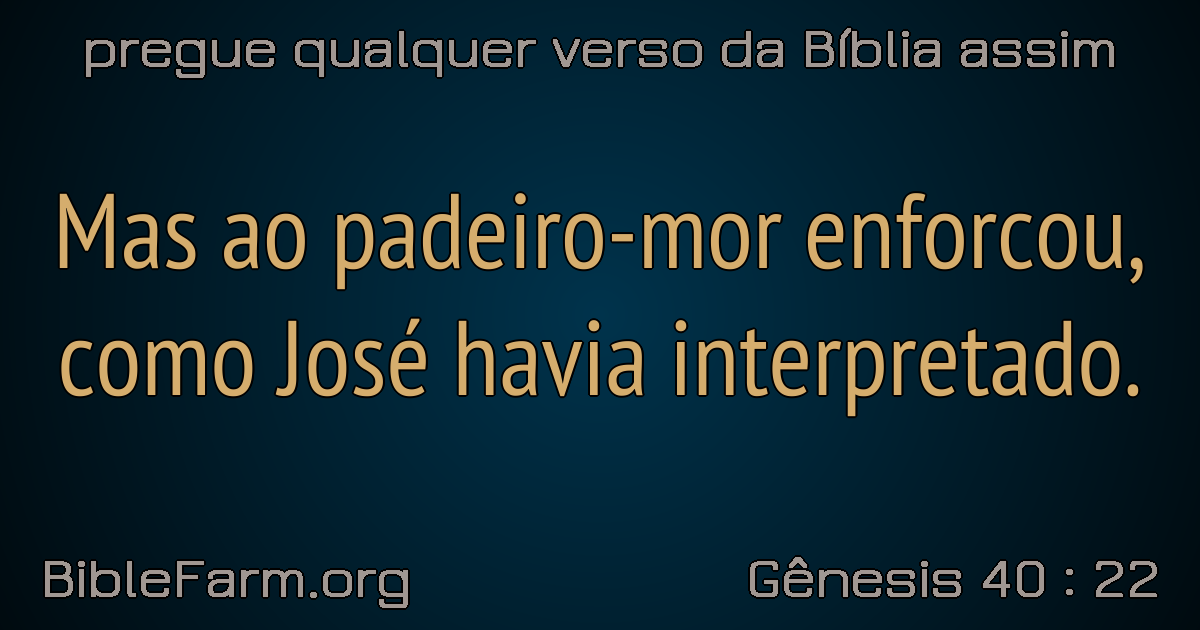 pregue qualquer verso da Bíblia assim
Mas ao padeiro-mor enforcou,
como José havia interpretado.
BibleFarm.org
Gênesis 40 : 22